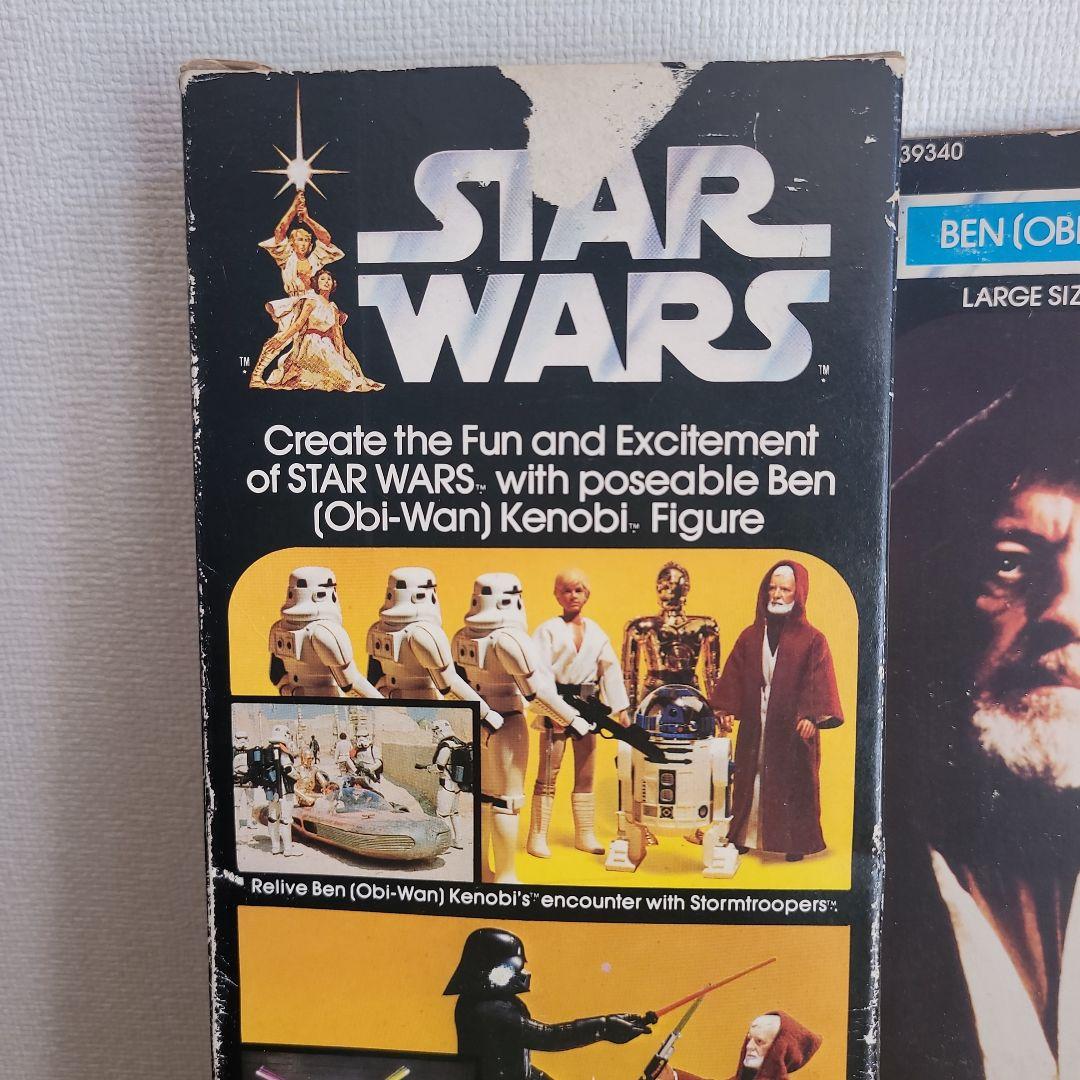 STAR
WARS
TM
TM
Create the Fun and Excitement
of STAR WARS™ with poseable Ben
(Obi-Wan) Kenobi™ Figure
Relive Ben (Obi-Wan) Kenobi's™ encounter with Stormtroopers™.
39340
BEN (OBI
LARGE SIZ